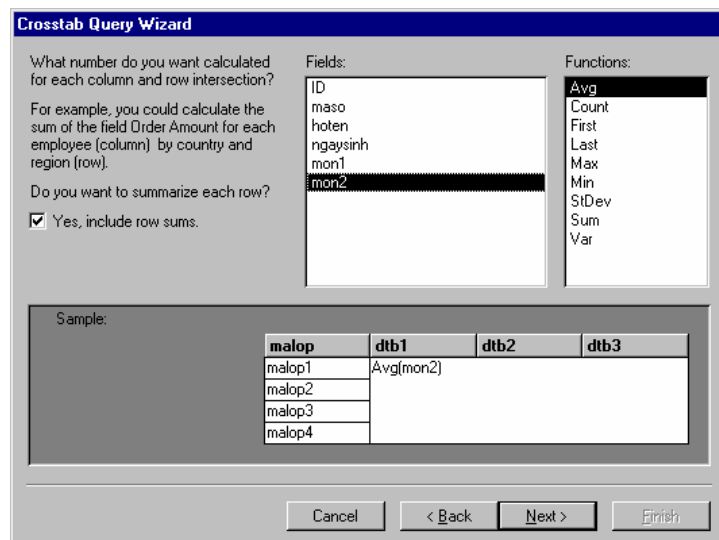 Crosstab Query Wizard
What number do you want calculated
for each column and row intersection?
For example, you could calculate the
sum of the field Order Amount for each
employee (column) by country and
region (row).
Do you want to summarize each row?
Yes, include row sums.
Fields:
ID
maso
hoten
ngaysinh
mon1
mon2
Functions:
Avg
Count
First
Last
Max
Min
StDev
Sum
Var
Sample:
malop dtb1 dtb2 dtb3
malop1 Avg(mon2)
malop2
malop3
malop4
Cancel < Back Next > Finish